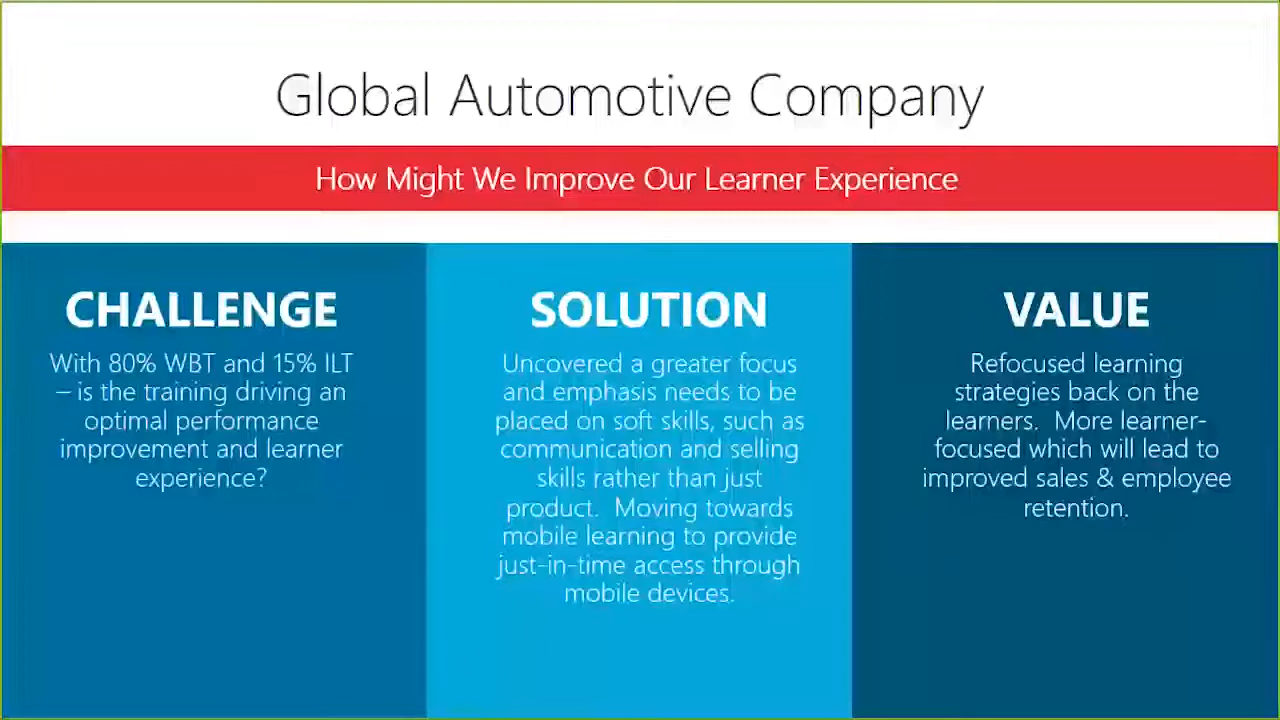 Global Automotive Company
How Might We Improve Our Learner Experience
CHALLENGE
With 80% WBT and 15% ILT
– is the training driving an
optimal performance
improvement and learner
experience?
SOLUTION
Uncovered a greater focus
and emphasis needs to be
placed on soft skills, such as
communication and selling
skills rather than just
product.  Moving towards
mobile learning to provide
just-in-time access through
mobile devices.
VALUE
Refocused learning
strategies back on the
learners.  More learner-
focused which will lead to
improved sales & employee
retention.